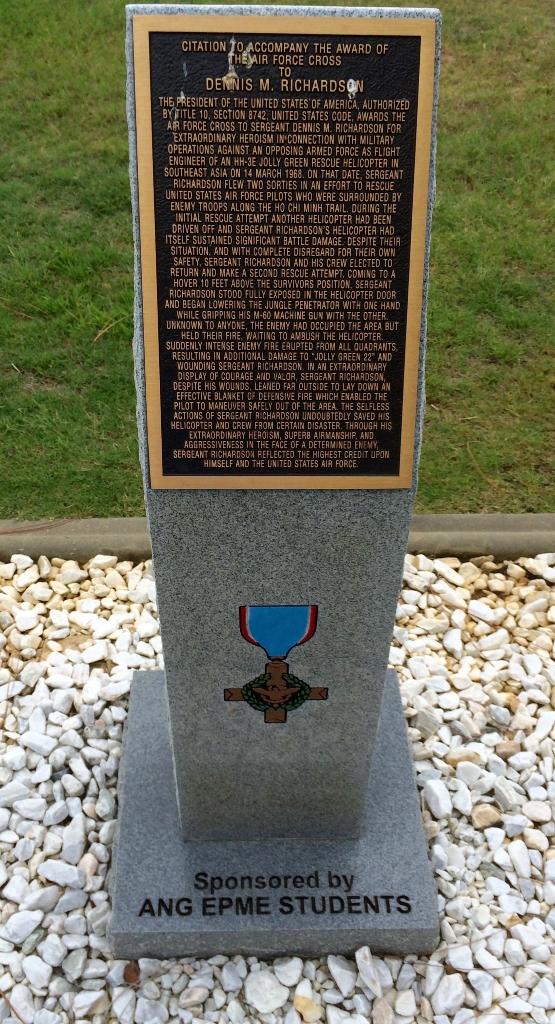 CITATION TO ACCOMPANY THE AWARD OF
THE AIR FORCE CROSS
TO
DENNIS M. RICHARDSON
THE PRESIDENT OF THE UNITED STATES OF AMERICA, AUTHORIZED
BY TITLE 10, SECTION 8742, UNITED STATES CODE, AWARDS THE
AIR FORCE CROSS TO SERGEANT DENNIS M. RICHARDSON FOR
EXTRAORDINARY HEROISM IN CONNECTION WITH MILITARY
OPERATIONS AGAINST AN OPPOSING ARMED FORCE AS FLIGHT
ENGINEER OF AN HH-3E JOLLY GREEN RESCUE HELICOPTER IN
SOUTHEAST ASIA ON 14 MARCH 1968. ON THAT DATE, SERGEANT
RICHARDSON FLEW TWO SORTIES IN AN EFFORT TO RESCUE
UNITED STATES AIR FORCE PILOTS WHO WERE SURROUNDED BY
ENEMY TROOPS ALONG THE HO CHI MINH TRAIL. DURING THE
INITIAL RESCUE ATTEMPT ANOTHER HELICOPTER HAD BEEN
DRIVEN OFF AND SERGEANT RICHARDSON'S HELICOPTER HAD
ITSELF SUSTAINED SIGNIFICANT BATTLE DAMAGE. DESPITE THEIR
SITUATION, AND WITH COMPLETE DISREGARD FOR THEIR OWN
SAFETY, SERGEANT RICHARDSON AND HIS CREW ELECTED TO
RETURN AND MAKE A SECOND RESCUE ATTEMPT. COMING TO A
HOVER 10 FEET ABOVE THE SURVIVORS POSITION, SERGEANT
RICHARDSON STOOD FULLY EXPOSED IN THE HELICOPTER DOOR
AND BEGAN LOWERING THE JUNGLE PENETRATOR WITH ONE HAND
WHILE GRIPPING HIS M-60 MACHINE GUN WITH THE OTHER.
UNKNOWN TO ANYONE, THE ENEMY HAD OCCUPIED THE AREA BUT
HELD THEIR FIRE, WAITING TO AMBUSH THE HELICOPTER.
SUDDENLY INTENSE ENEMY FIRE ERUPTED FROM ALL QUADRANTS,
RESULTING IN ADDITIONAL DAMAGE TO "JOLLY GREEN 22" AND
WOUNDING SERGEANT RICHARDSON. IN AN EXTRAORDINARY
DISPLAY OF COURAGE AND VALOR, SERGEANT RICHARDSON,
DESPITE HIS WOUNDS, LEANED FAR OUTSIDE TO LAY DOWN AN
EFFECTIVE BLANKET OF DEFENSIVE FIRE WHICH ENABLED THE
PILOT TO MANEUVER SAFELY OUT OF THE AREA. THE SELFLESS
ACTIONS OF SERGEANT RICHARDSON UNDOUBTEDLY SAVED HIS
HELICOPTER AND CREW FROM CERTAIN DISASTER. THROUGH HIS
EXTRAORDINARY HEROISM, SUPERB AIRMANSHIP, AND
AGGRESSIVENESS IN THE FACE OF A DETERMINED ENEMY,
SERGEANT RICHARDSON REFLECTED THE HIGHEST CREDIT UPON
HIMSELF AND THE UNITED STATES AIR FORCE.
Sponsored by
ANG EPME STUDENTS